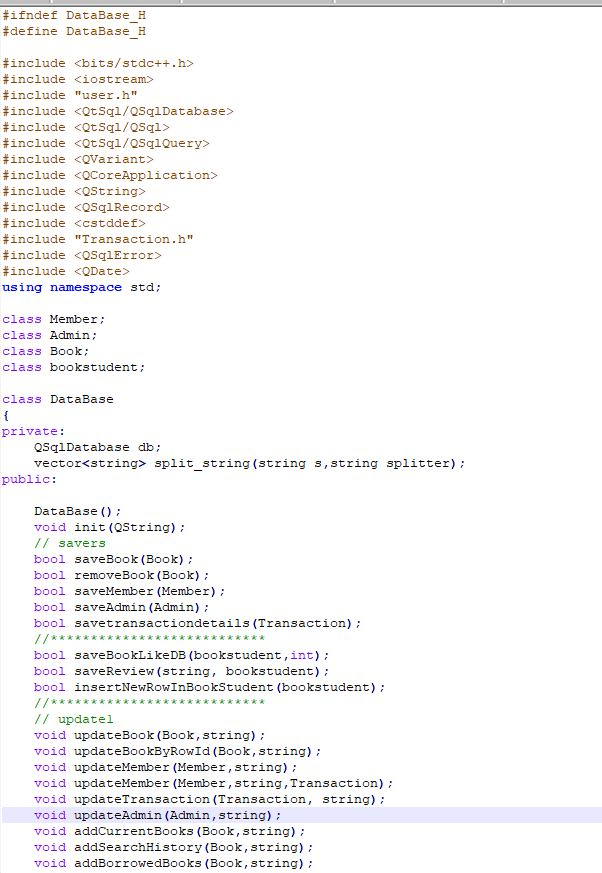 #ifndef DataBase_H
#define DataBase_H
#include <bits/stdc++.h>
#include <iostream>
#include "user.h"
#include <QtSql/QSqlDatabase>
#include <QtSql/QSql>
#include <QtSql/QSqlQuery>
#include <QVariant>
#include <QCoreApplication>
#include <QString>
#include <QSqlRecord>
#include <cstddef>
#include "Transaction.h"
#include <QSqlError>
#include <QDate>
using namespace std;
class Member;
class Admin;
class Book;
class bookstudent;
class DataBase
{
private:
    QSqlDatabase db;
    vector<string> split_string(string s,string splitter);
public:
    DataBase();
    void init(QString);
    // savers
    bool saveBook(Book);
    bool removeBook(Book);
    bool saveMember(Member);
    bool saveAdmin(Admin);
    bool savetransactiondetails(Transaction);
    //***************************
    bool saveBookLikeDB(bookstudent,int);
    bool saveReview(string, bookstudent);
    bool insertNewRowInBookStudent(bookstudent);
    //***************************
    // update1
    void updateBook(Book,string);
    void updateBookByRowId(Book,string);
    void updateMember(Member,string);
    void updateMember(Member,string,Transaction);
    void updateTransaction(Transaction, string);
    void updateAdmin(Admin,string);
    void addCurrentBooks(Book,string);
    void addSearchHistory(Book,string);
    void addBorrowedBooks(Book,string);